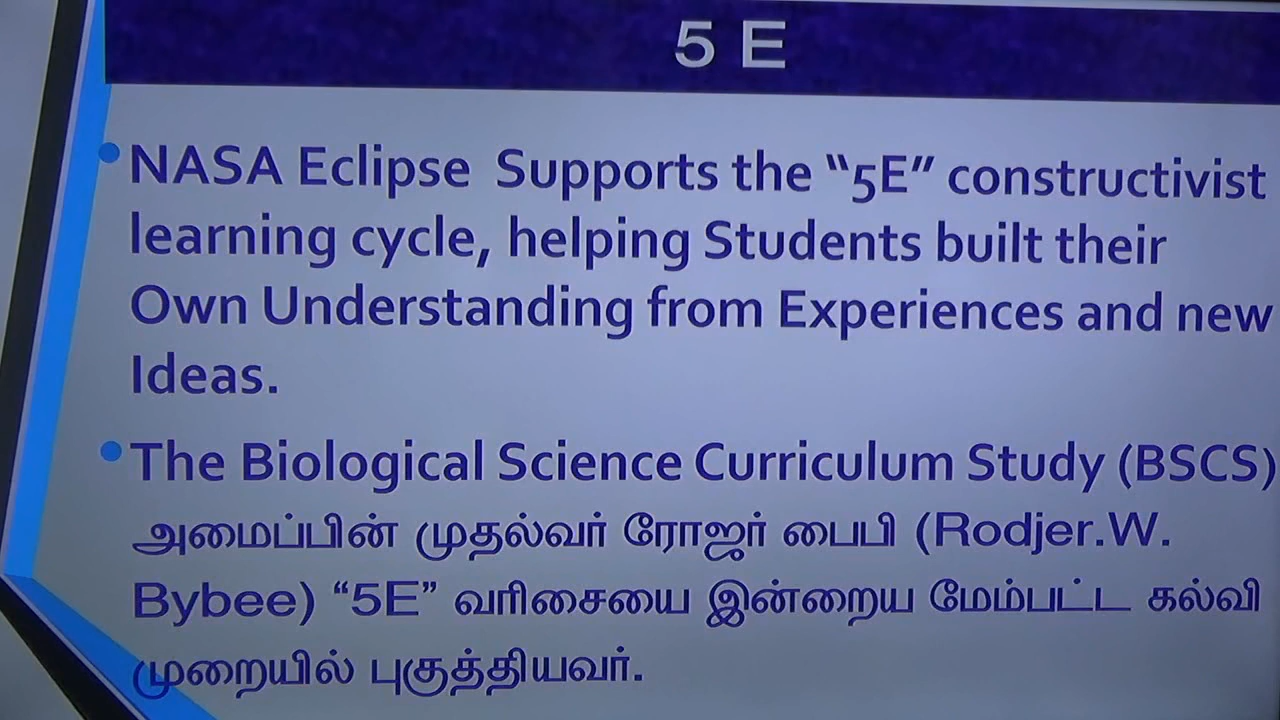 5 E
•NASA Eclipse Supports the “5E” constructivist
learning cycle, helping Students built their
Own Understanding from Experiences and new
Ideas.
•The Biological Science Curriculum Study (BSCS)
அமைப்பின் முதல்வர் ரோஜர் பைபி (Rodjer.W.
Bybee) “5E” வரிசையை இன்றைய மேம்பட்ட கல்வி
முறையில் புகுத்தியவர்.